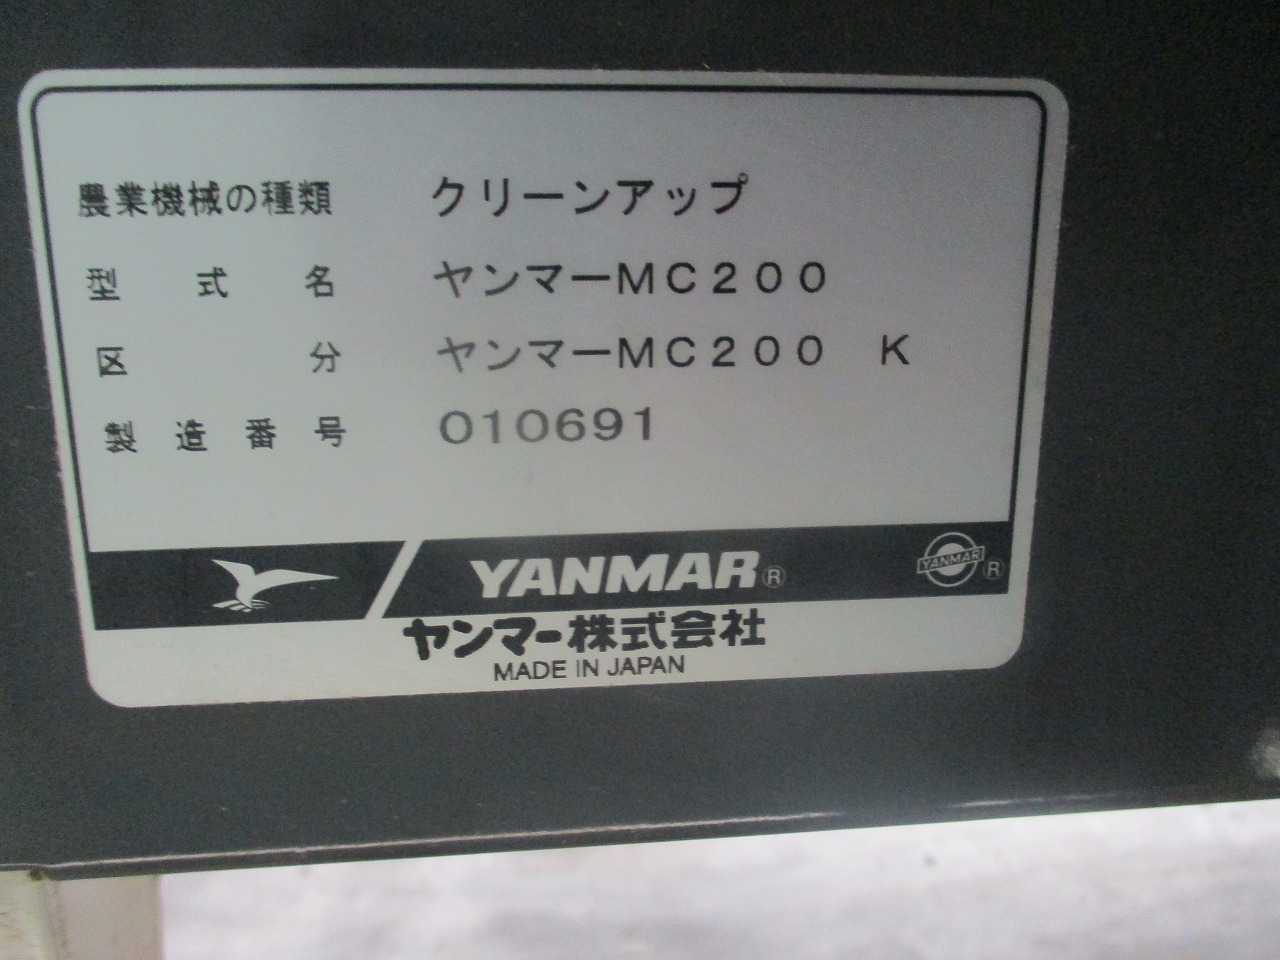 農業機械の種類 クリーンアップ
型式名 ヤンマーMC200
区分 ヤンマーMC200 K
製造番号 010691
YANMAR® YANMAR®
ヤンマー株式会社
MADE IN JAPAN